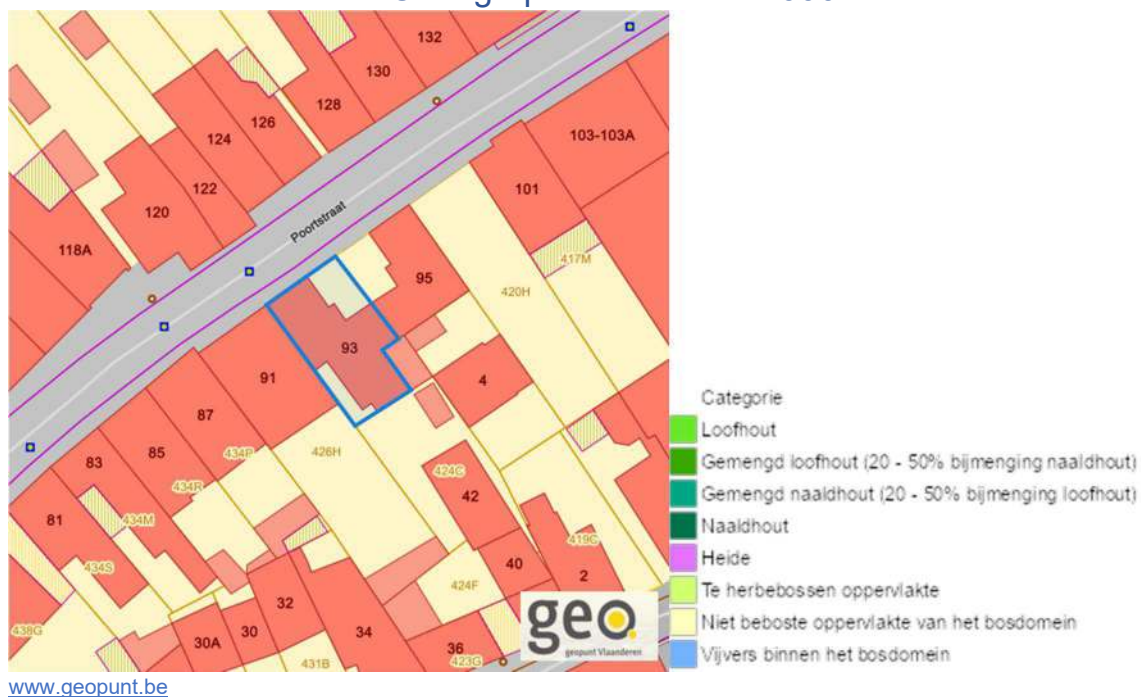 132
130
128
126
124
122
120
118A
103-103A
101
Poortstraat
417M
95
420H
93
91
4
87
434P
426H
85
83
434R
424C
42
81
434M
434S
419C
40
2
424F
32
30
30A
34
36
438G
431B
423G
geo
geopunt Vlaanderen
Categorie
Loofhout
Gemengd loofhout (20 - 50% bijmenging naaldhout)
Gemengd naaldhout (20 - 50% bijmenging loofhout)
Naaldhout
Heide
Te herbebossen oppervlakte
Niet beboste oppervlakte van het bosdomein
Vijvers binnen het bosdomein
www.geopunt.be